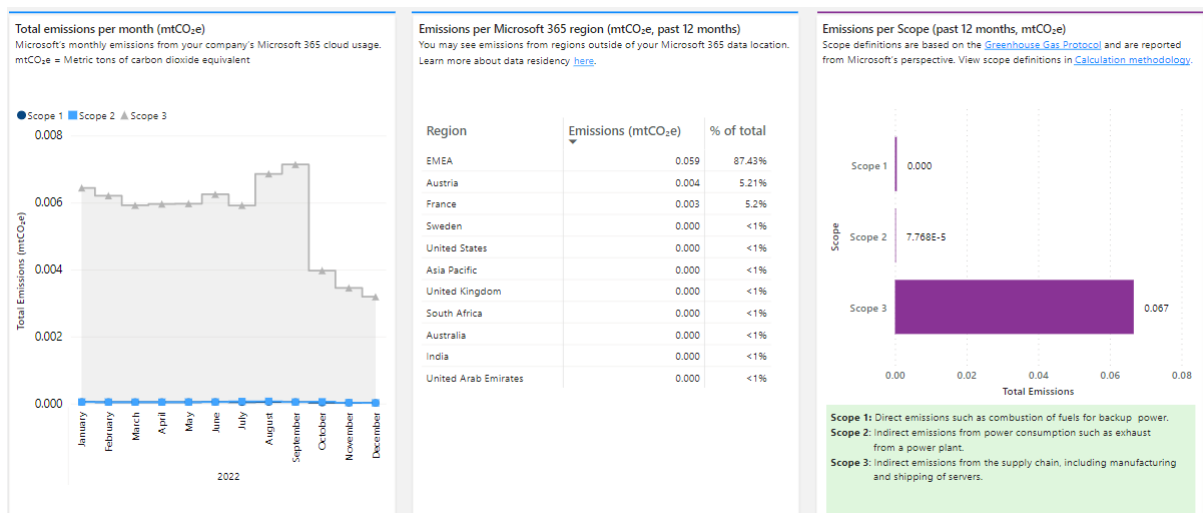 Total emissions per month (mtCO₂e)
Microsoft's monthly emissions from your company's Microsoft 365 cloud usage.
mtCO₂e = Metric tons of carbon dioxide equivalent
Scope 1 Scope 2 Scope 3
Total Emissions (mtCO₂e)
0.008
0.006
0.004
0.002
0.000
January
February
March
April
May
June
July
August
September
October
November
December
2022
Emissions per Microsoft 365 region (mtCO₂e, past 12 months)
You may see emissions from regions outside of your Microsoft 365 data location.
Learn more about data residency here.
Region Emissions (mtCO₂e) % of total
EMEA 0.059 87.43%
Austria 0.004 5.21%
France 0.003 5.2%
Sweden 0.000 <1%
United States 0.000 <1%
Asia Pacific 0.000 <1%
United Kingdom 0.000 <1%
South Africa 0.000 <1%
Australia 0.000 <1%
India 0.000 <1%
United Arab Emirates 0.000 <1%
Emissions per Scope (past 12 months, mtCO₂e)
Scope definitions are based on the Greenhouse Gas Protocol and are reported
from Microsoft's perspective. View scope definitions in Calculation methodology.
Scope
Scope 1 0.000
Scope 2 7.768E-5
Scope 3 0.067
0.00 0.02 0.04 0.06 0.08
Total Emissions
Scope 1: Direct emissions such as combustion of fuels for backup power.
Scope 2: Indirect emissions from power consumption such as exhaust
from a power plant.
Scope 3: Indirect emissions from the supply chain, including manufacturing
and shipping of servers.